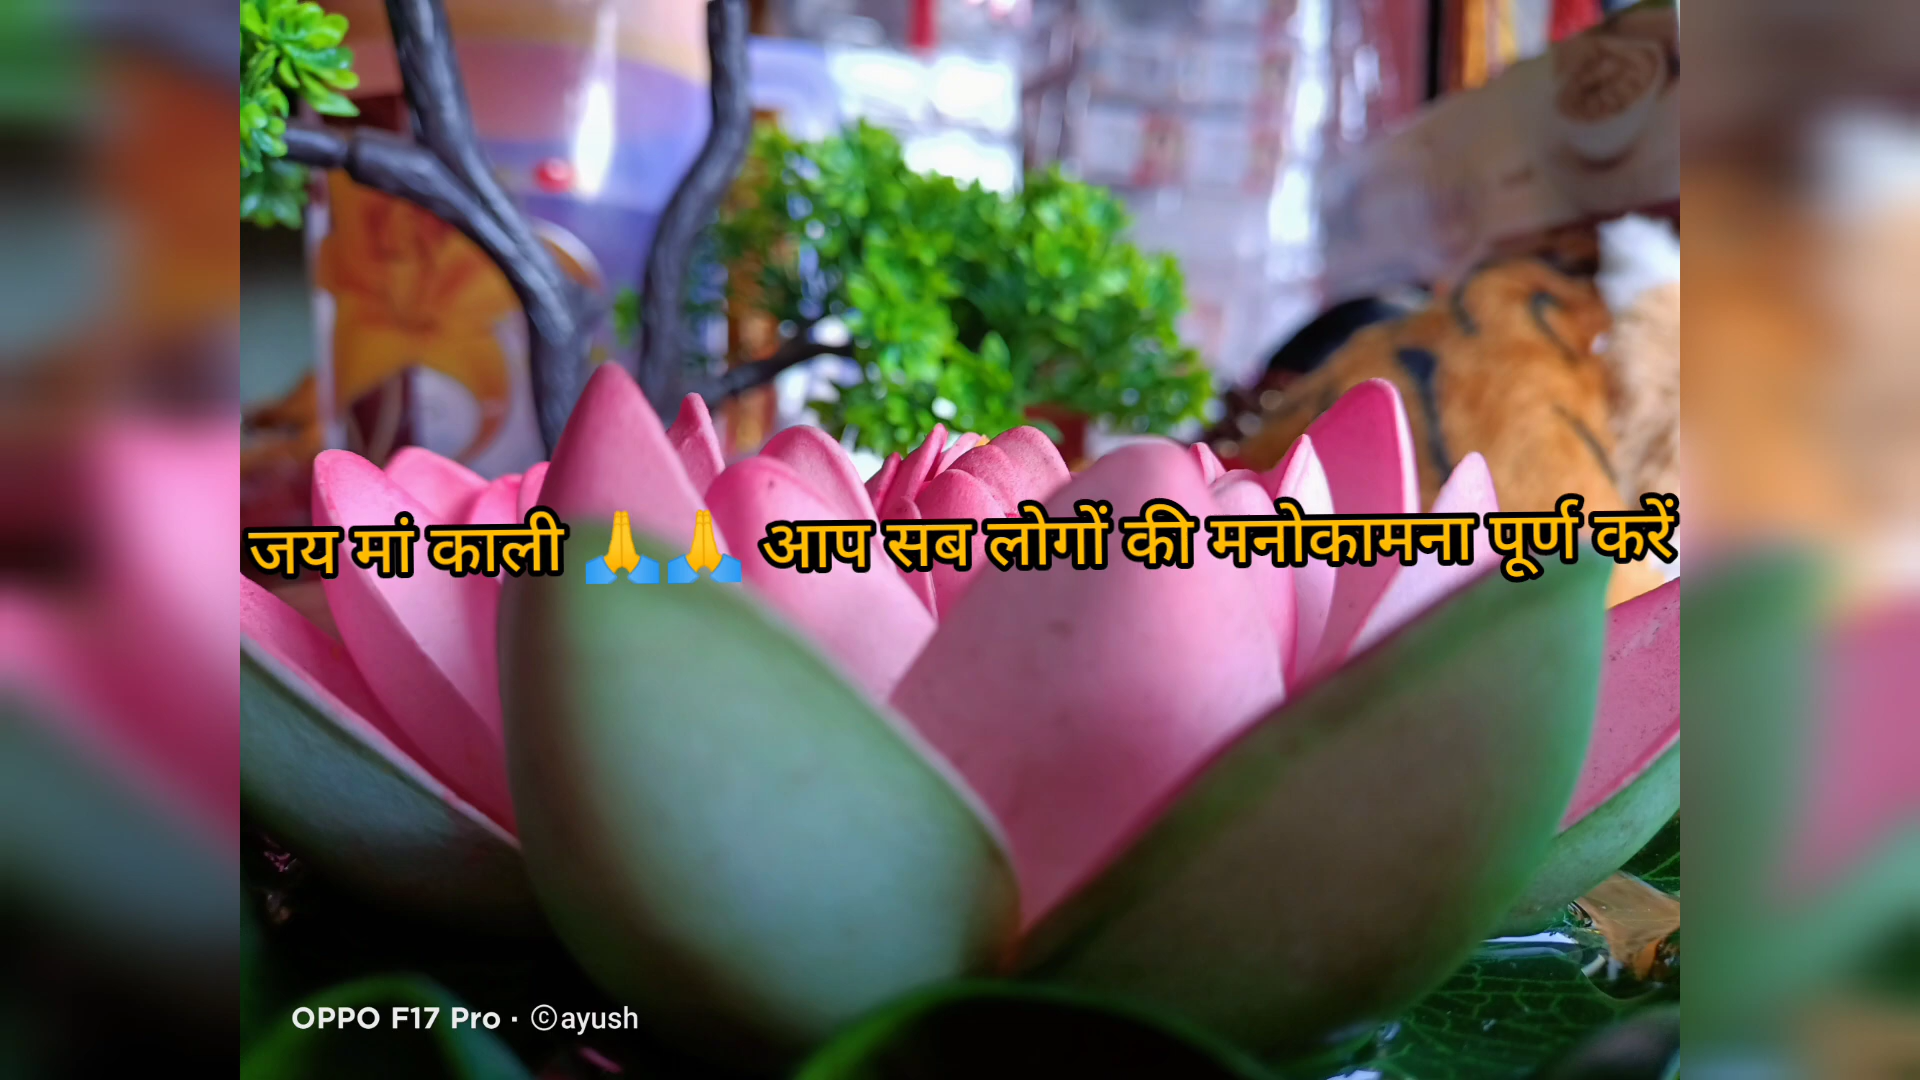 जय मां काली 🙏🙏 आप सब लोगों की मनोकामना पूर्ण करें
OPPO F17 Pro · ©ayush